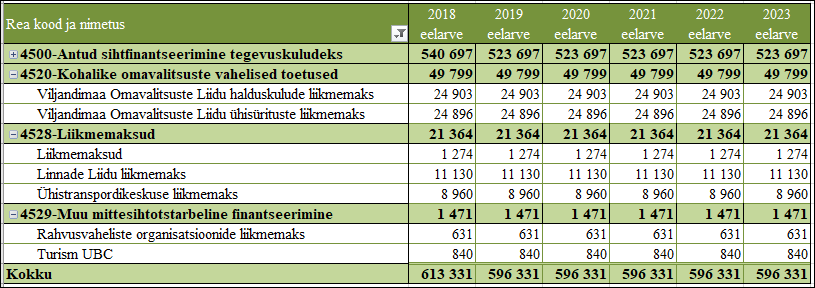 Rea kood ja nimetus 2018 eelarve 2019 eelarve 2020 eelarve 2021 eelarve 2022 eelarve 2023 eelarve
4500-Antud sihtfinantseerimine tegevuskuludeks 540 697 523 697 523 697 523 697 523 697 523 697
4520-Kohalike omavalitsuste vahelised toetused 49 799 49 799 49 799 49 799 49 799 49 799
Viljandimaa Omavalitsuste Liidu halduskulude liikmemaks 24 903 24 903 24 903 24 903 24 903 24 903
Viljandimaa Omavalitsuste Liidu ühisürituste liikmemaks 24 896 24 896 24 896 24 896 24 896 24 896
4528-Liikmemaksud 21 364 21 364 21 364 21 364 21 364 21 364
Liikmemaksud 1 274 1 274 1 274 1 274 1 274 1 274
Linnade Liidu liikmemaks 11 130 11 130 11 130 11 130 11 130 11 130
Ühistranspordikeskuse liikmemaks 8 960 8 960 8 960 8 960 8 960 8 960
4529-Muu mittesihtotstarbeline finantseerimine 1 471 1 471 1 471 1 471 1 471 1 471
Rahvusvaheliste organisatsioonide liikmemaks 631 631 631 631 631 631
Turism UBC 840 840 840 840 840 840
Kokku 613 331 596 331 596 331 596 331 596 331 596 331